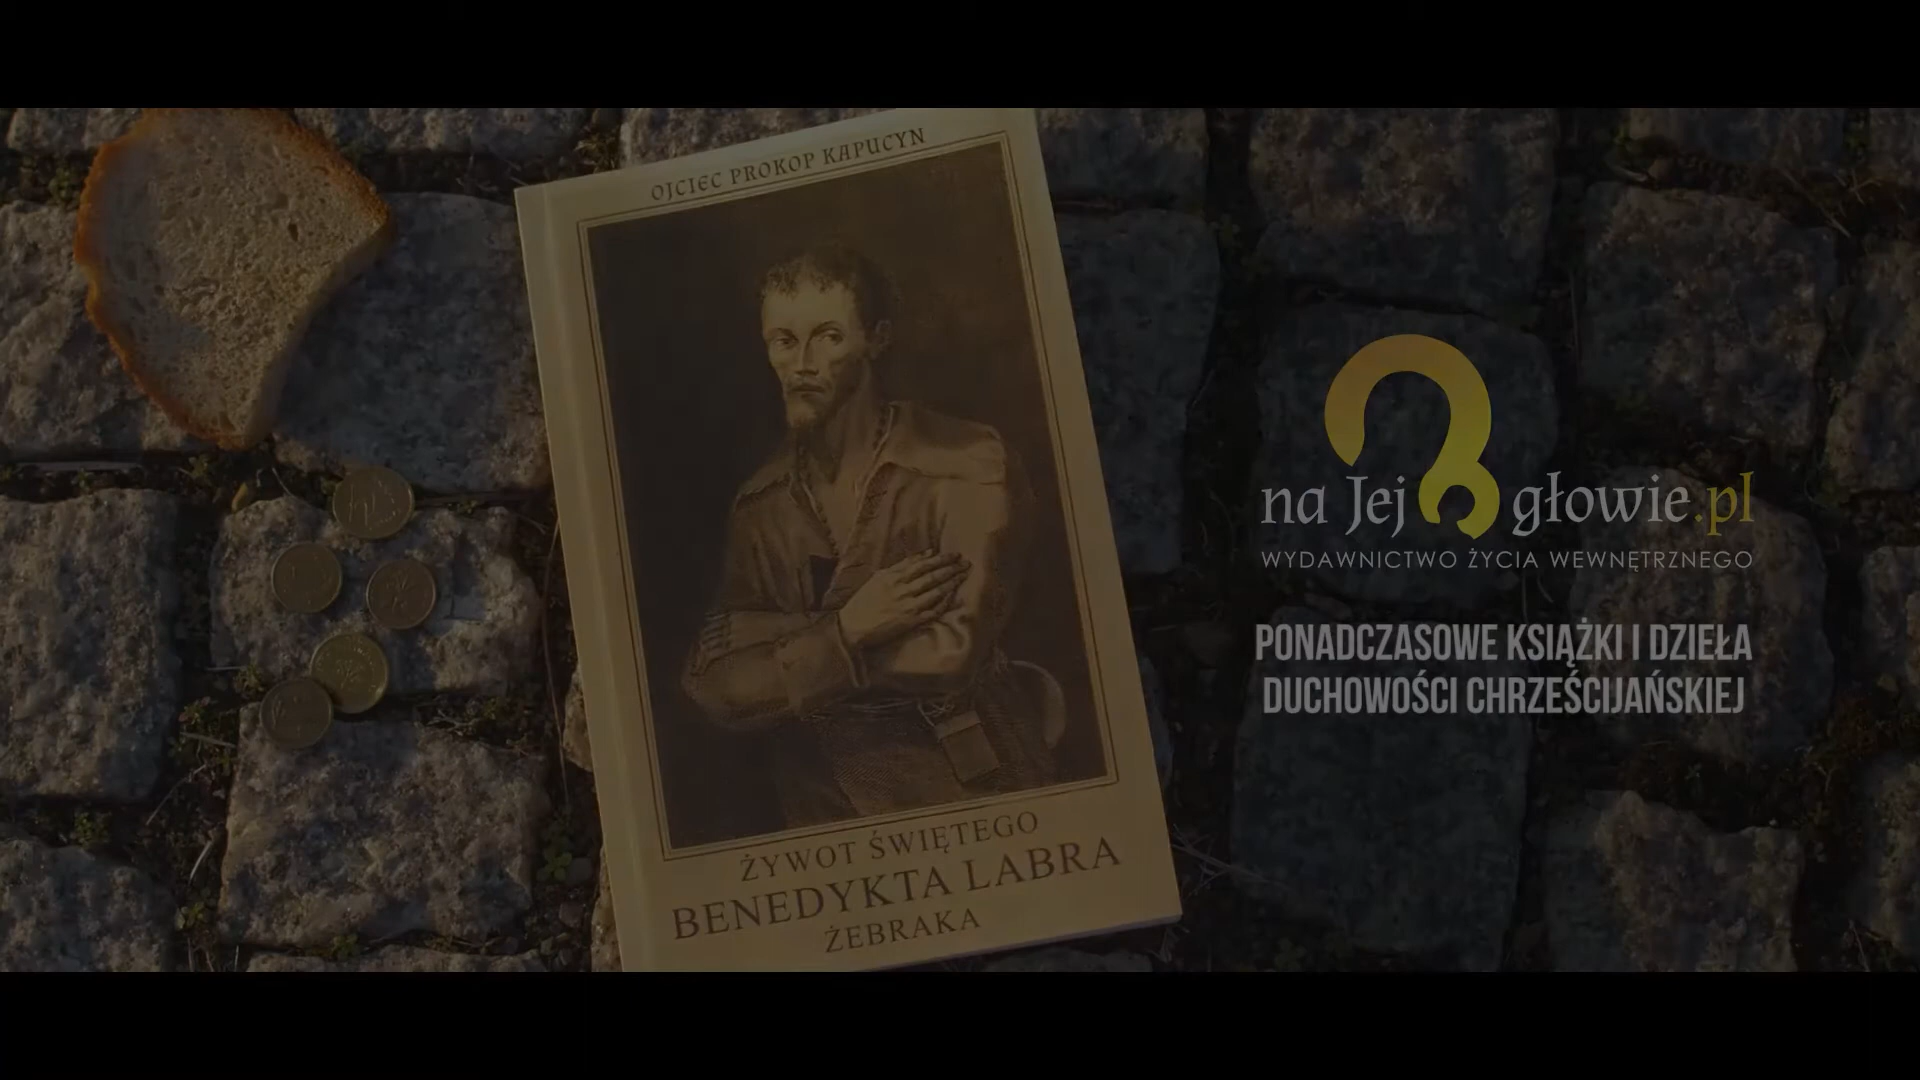 OJCIEC PROKOP KAPUCYN
ŻYWOT ŚWIĘTEGO
BENEDYKTA LABRA
ŻEBRAKA
na Jej głowie.pl
WYDAWNICTWO ŻYCIA WEWNĘTRZNEGO
PONADCZASOWE KSIĄŻKI I DZIEŁA
DUCHOWOŚCI CHRZEŚCIJAŃSKIEJ